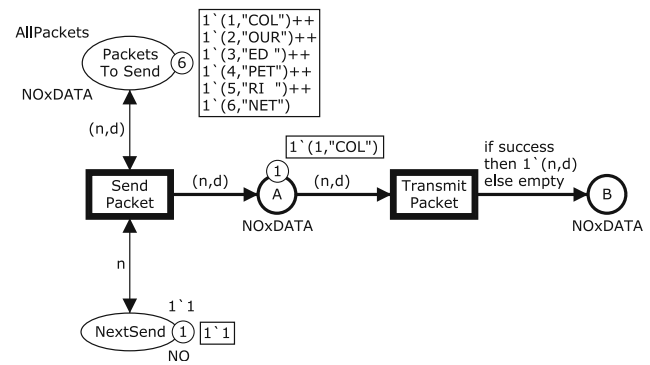 AllPackets
Packets
To Send
6
1`(1,"COL")++
1`(2,"OUR")++
1`(3,"ED ")++
1`(4,"PET")++
1`(5,"RI  ")++
1`(6,"NET")
NOxDATA
(n,d)
1`(1,"COL")
1
if success
then 1`(n,d)
else empty
Send
Packet
(n,d)
A
(n,d)
Transmit
Packet
B
NOxDATA
NOxDATA
n
1`1
NextSend
1
1`1
NO